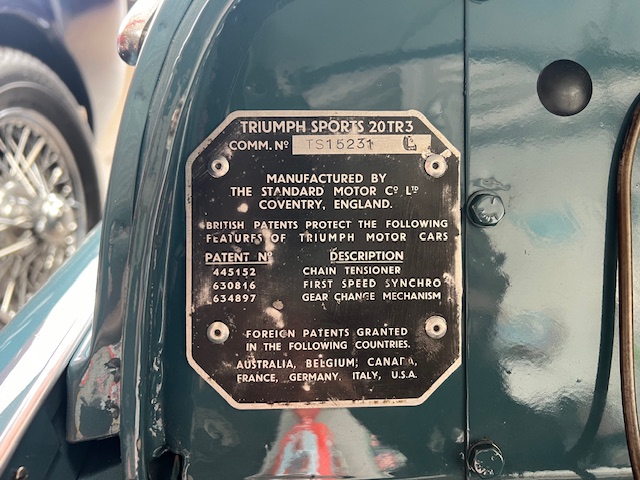 TRIUMPH SPORTS 20TR3
COMM. Nº TS15231 L
MANUFACTURED BY
THE STANDARD MOTOR Cº LTD
COVENTRY, ENGLAND.
BRITISH PATENTS PROTECT THE FOLLOWING
FEATURES OF TRIUMPH MOTOR CARS
PATENT Nº DESCRIPTION
445152 CHAIN TENSIONER
630816 FIRST SPEED SYNCHRO
634897 GEAR CHANGE MECHANISM
FOREIGN PATENTS GRANTED
IN THE FOLLOWING COUNTRIES.
AUSTRALIA, BELGIUM, CANADA,
FRANCE, GERMANY, ITALY, U.S.A.